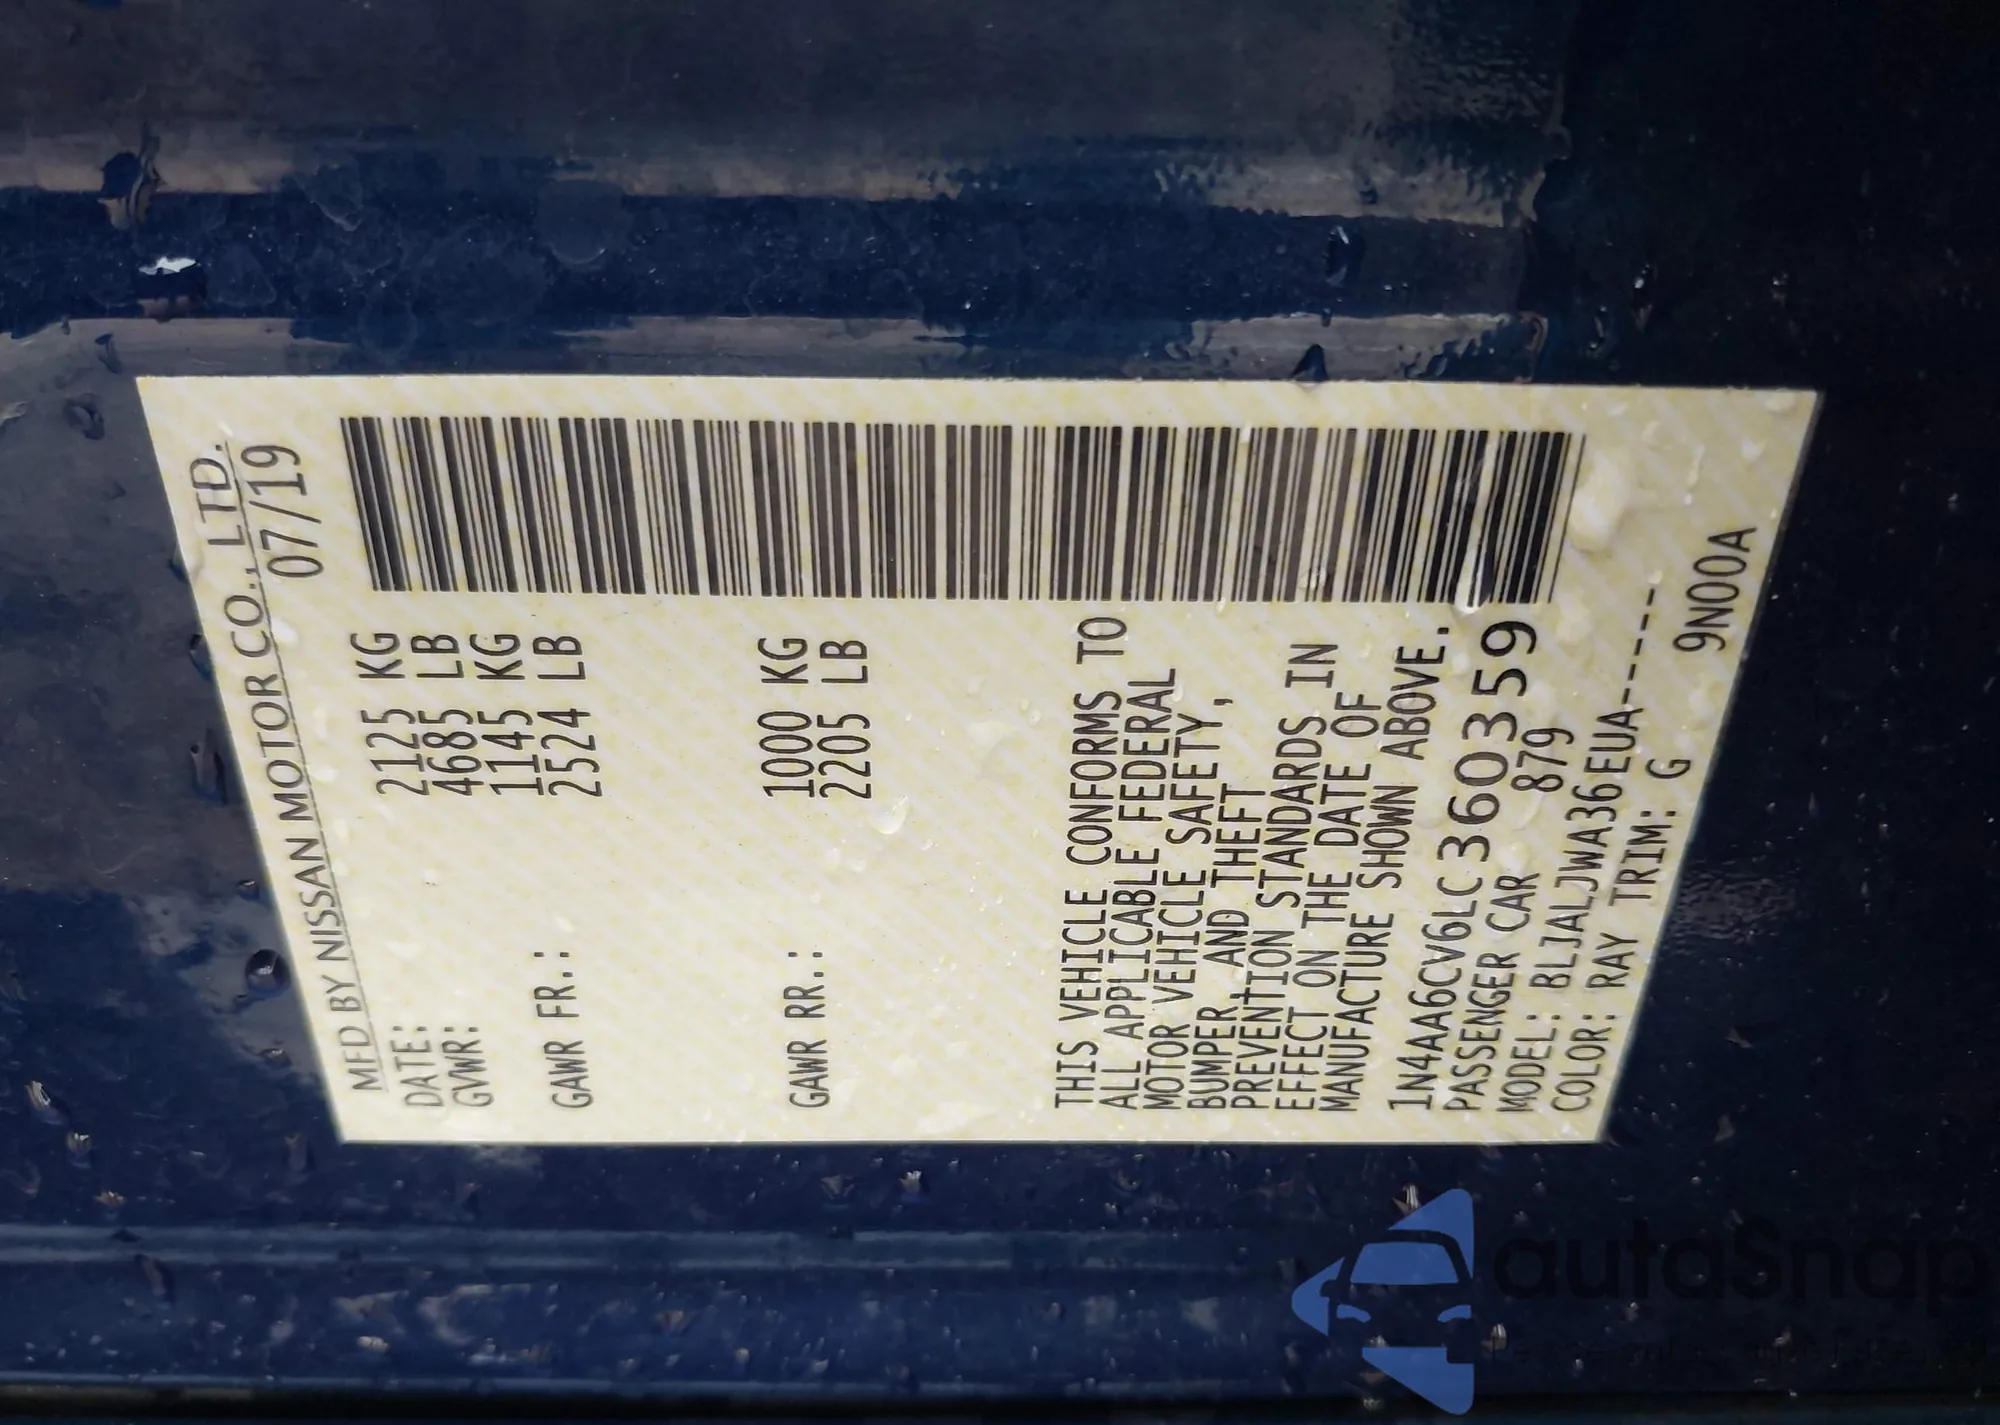 MFD BY NISSAN MOTOR CO., LTD.
DATE: 07/19
GVWR: 2125 KG
4685 LB
GAWR FR.: 1145 KG
2524 LB
GAWR RR.: 1000 KG
2205 LB
THIS VEHICLE CONFORMS TO
ALL APPLICABLE FEDERAL
MOTOR VEHICLE SAFETY,
BUMPER, AND THEFT
PREVENTION STANDARDS IN
EFFECT ON THE DATE OF
MANUFACTURE SHOWN ABOVE.
1N4AA6CV6LC360359
PASSENGER CAR 879
MODEL: BLJALJWA36EUA-----
COLOR: RAY TRIM: G
9N00A
autoSnap